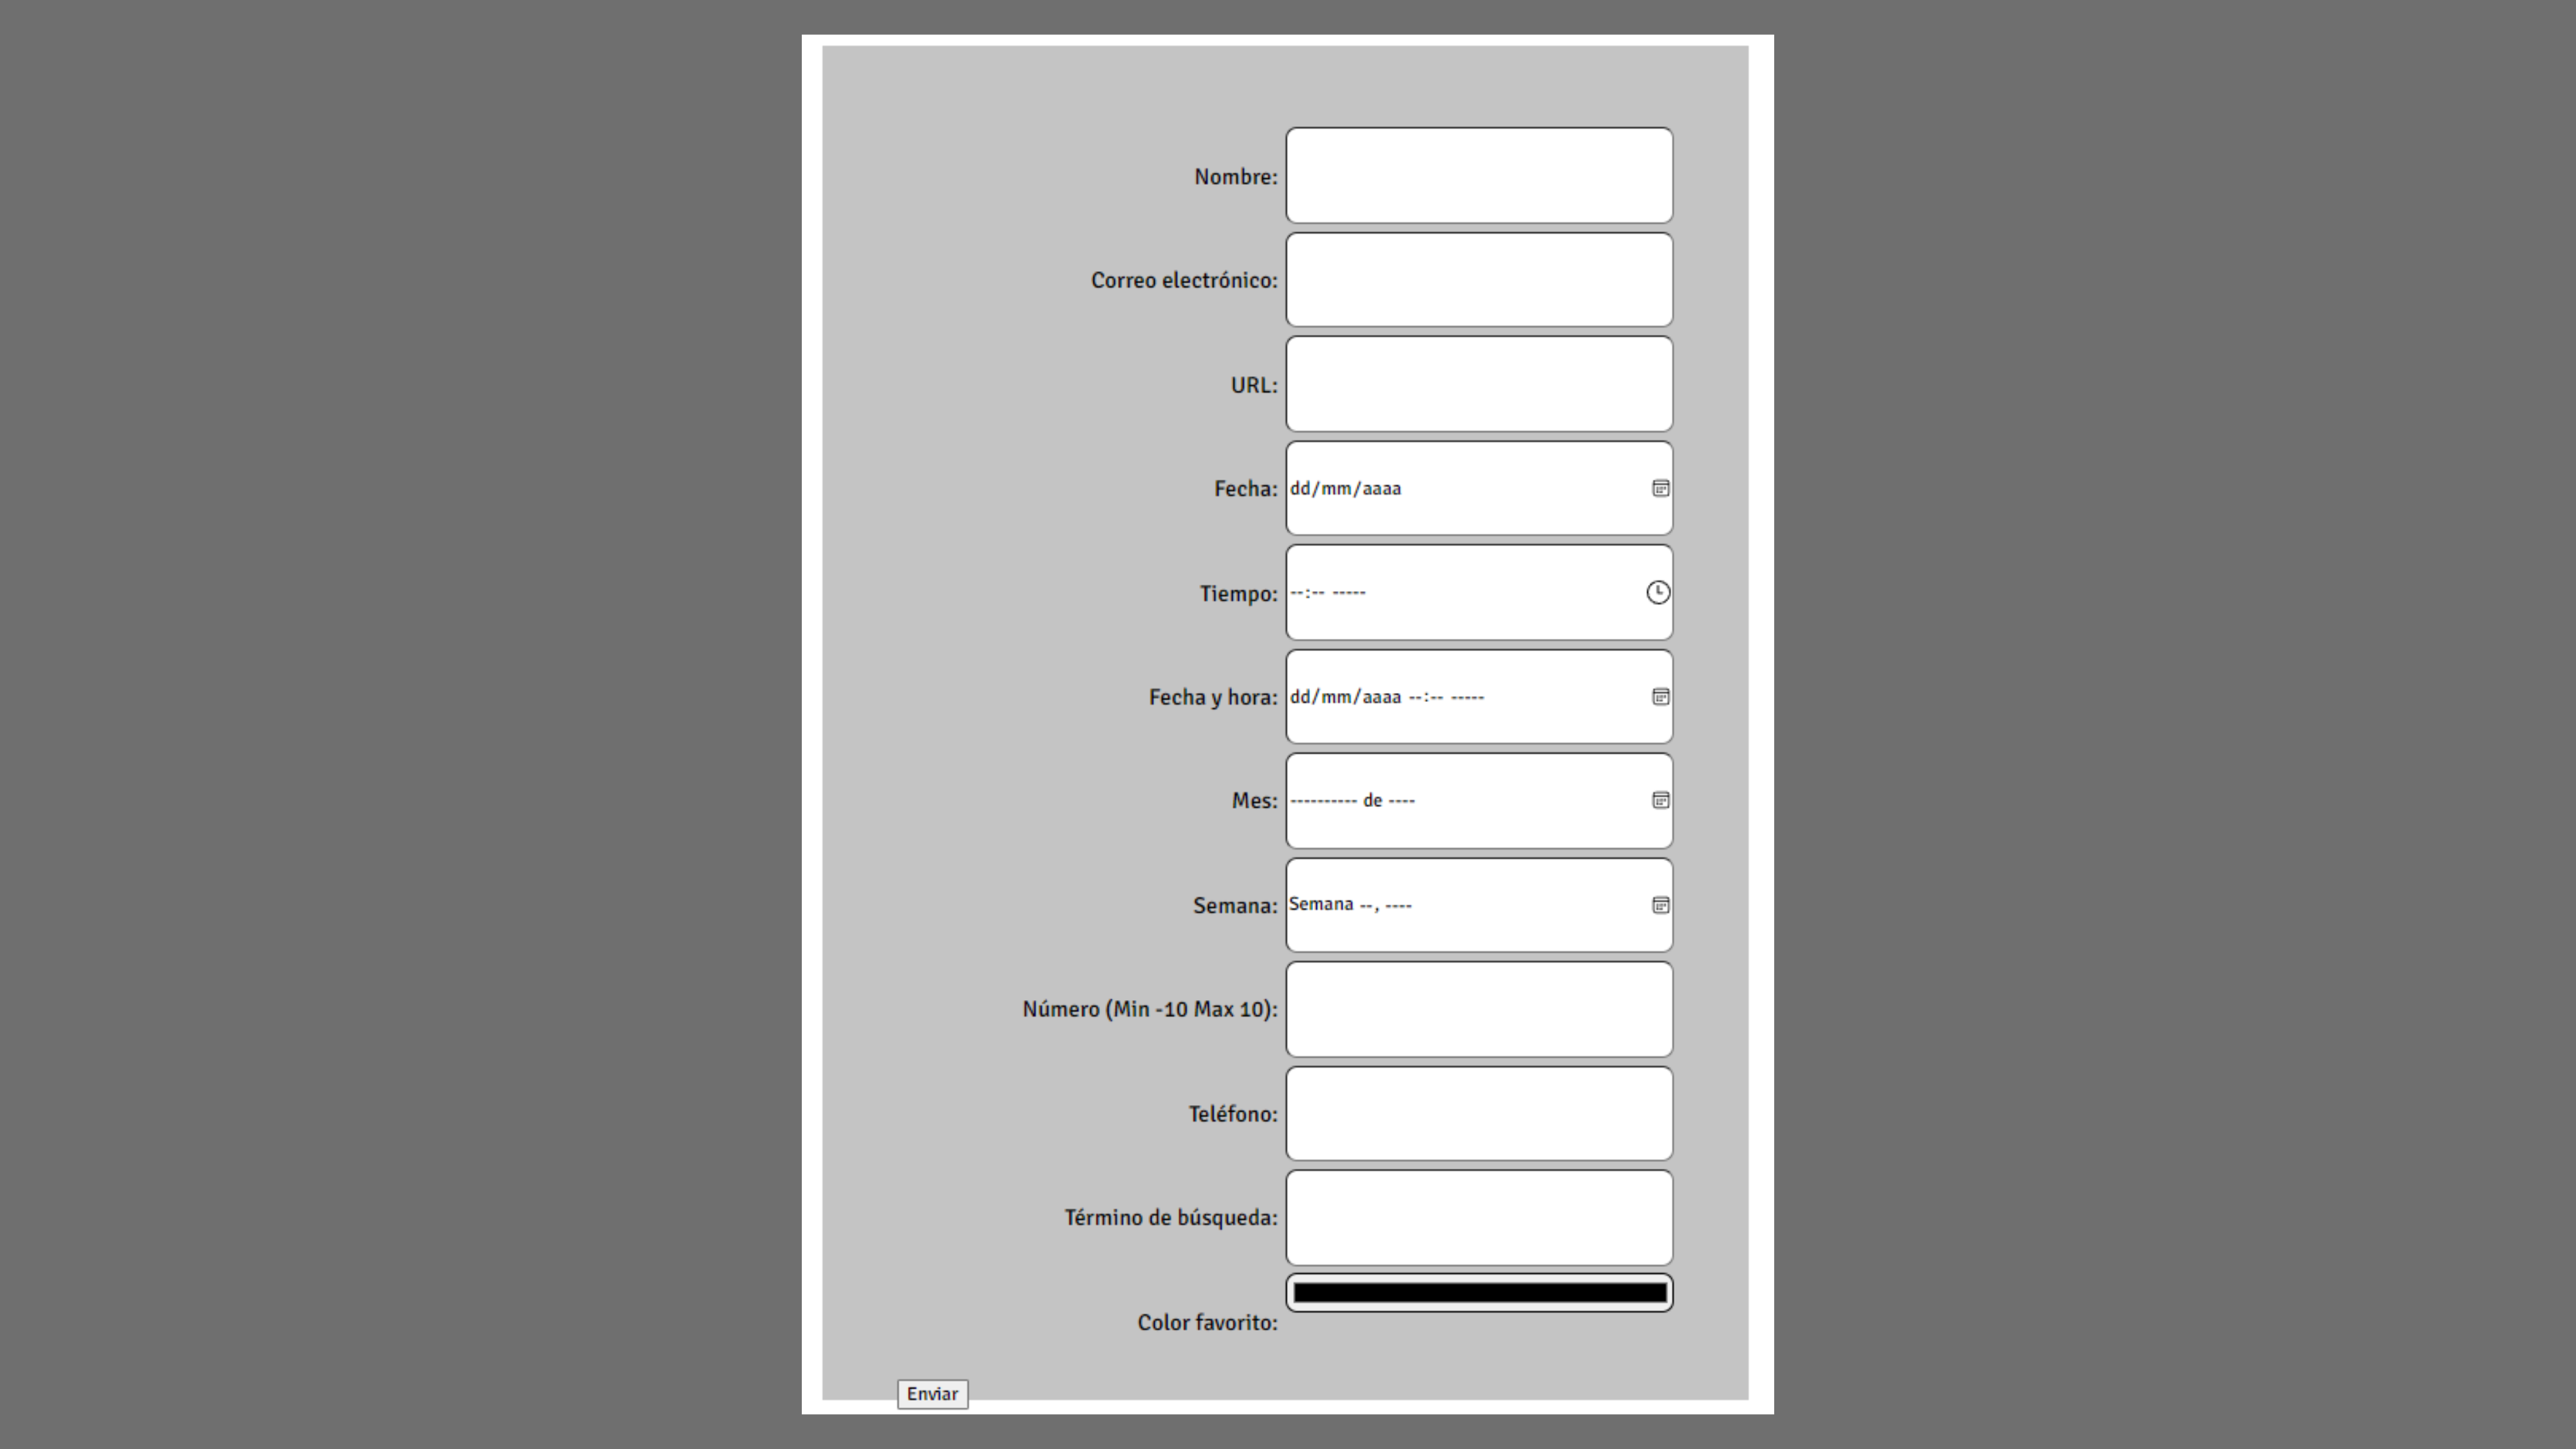 Nombre:
Correo electrónico:
URL:
Fecha: dd/mm/aaaa
Tiempo: --:-- -----
Fecha y hora: dd/mm/aaaa --:-- -----
Mes: ---------- de ----
Semana: Semana --, ----
Número (Min -10 Max 10):
Teléfono:
Término de búsqueda:
Color favorito:
Enviar